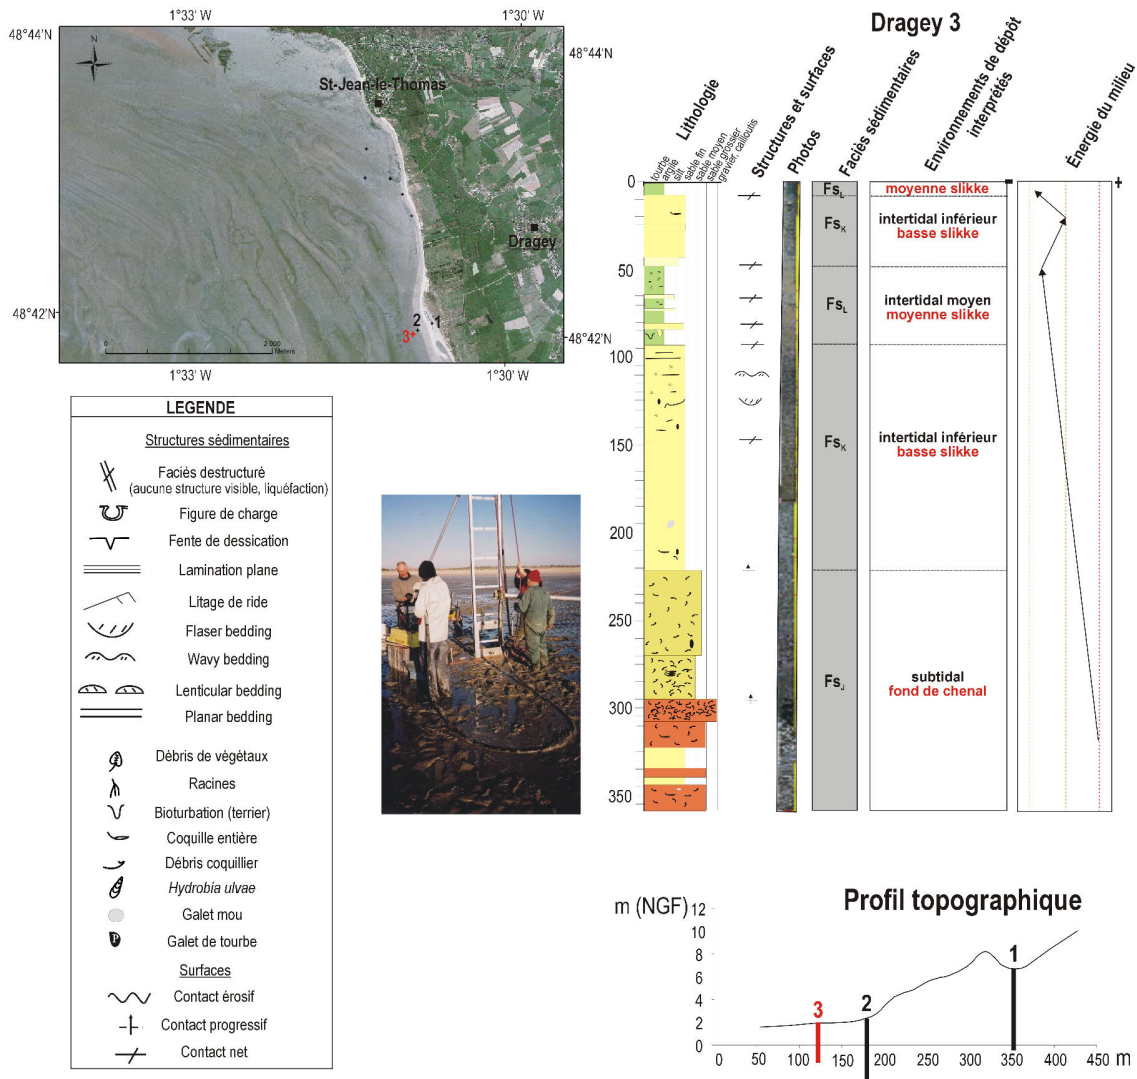 1°33' W
1°30' W
48°44'N
48°44'N
N
St-Jean-le-Thomas
Dragey
48°42'N
48°42'N
2
1
3+
0
2 000
Meters
1°33' W
1°30' W
LEGENDE
Structures sédimentaires
Faciès destructuré
(aucune structure visible, liquéfaction)
Figure de charge
Fente de dessication
Lamination plane
Litage de ride
Flaser bedding
Wavy bedding
Lenticular bedding
Planar bedding
Débris de végétaux
Racines
Bioturbation (terrier)
Coquille entière
Débris coquillier
Hydrobia ulvae
Galet mou
P
Galet de tourbe
Surfaces
Contact érosif
Contact progressif
Contact net
Dragey 3
Lithologie
tourbe
argile
silt
sable fin
sable moyen
sable grossier
gravier, cailloutis
Structures et surfaces
Photos
Faciès sédimentaires
Environnements de dépôt
interprétés
Énergie du milieu
-
+
0
50
100
150
200
250
300
350
FsL
moyenne slikke
FsK
intertidal inférieur
basse slikke
FsL
intertidal moyen
moyenne slikke
FsK
intertidal inférieur
basse slikke
FsJ
subtidal
fond de chenal
Profil topographique
m (NGF)
12
10
8
6
4
2
0
3
2
1
0
50
100
150
200
250
300
350
400
450
m